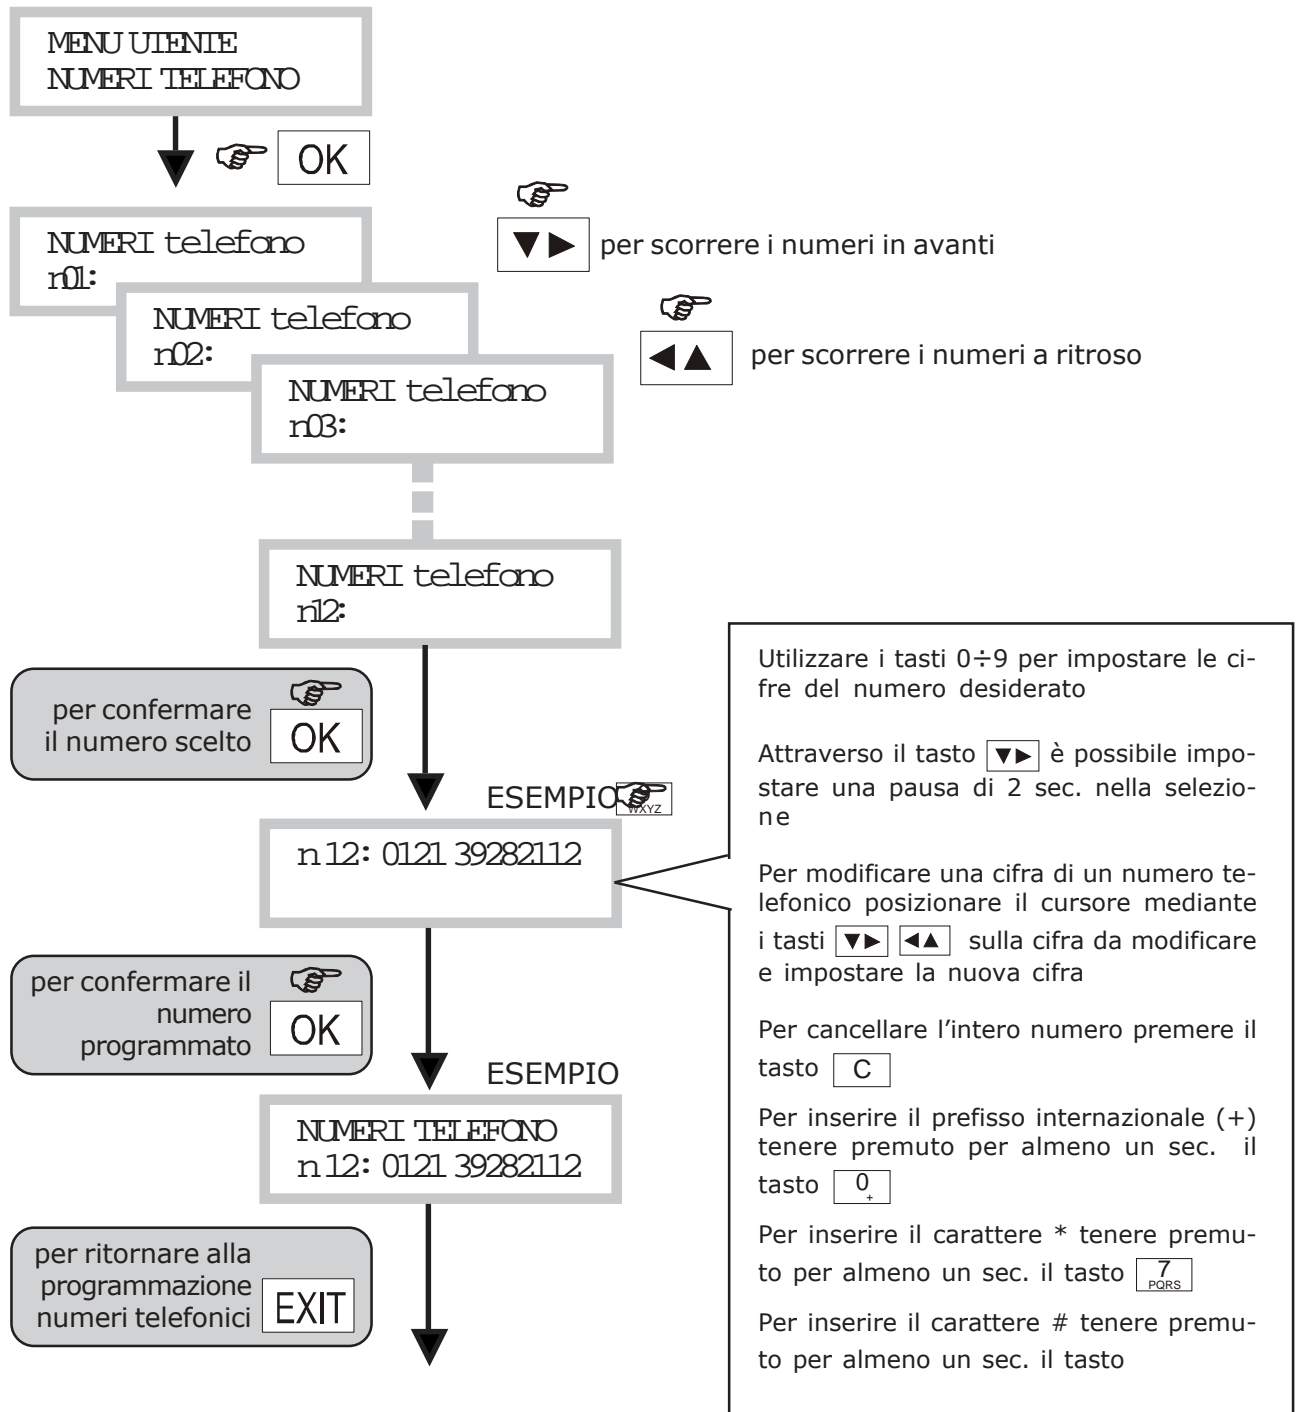 MENU UTENTE
NUMERI TELEFONO
OK
NUMERI telefono
n01:
▼▶ per scorrere i numeri in avanti
NUMERI telefono
n02:
◀▲ per scorrere i numeri a ritroso
NUMERI telefono
n03:
NUMERI telefono
n12:
per confermare
il numero scelto
OK
ESEMPIO
WXYZ
n12: 0121 39282112
per confermare il
numero
programmato
OK
ESEMPIO
NUMERI TELEFONO
n12: 0121 39282112
per ritornare alla
programmazione
numeri telefonici
EXIT
Utilizzare i tasti 0÷9 per impostare le ci-
fre del numero desiderato
Attraverso il tasto ▼▶ è possibile impo-
stare una pausa di 2 sec. nella selezio-
ne
Per modificare una cifra di un numero te-
lefonico posizionare il cursore mediante
i tasti ▼▶ ◀▲ sulla cifra da modificare
e impostare la nuova cifra
Per cancellare l'intero numero premere il
tasto C
Per inserire il prefisso internazionale (+)
tenere premuto per almeno un sec. il
tasto 0 +
Per inserire il carattere * tenere premu-
to per almeno un sec. il tasto 7 PQRS
Per inserire il carattere # tenere premu-
to per almeno un sec. il tasto